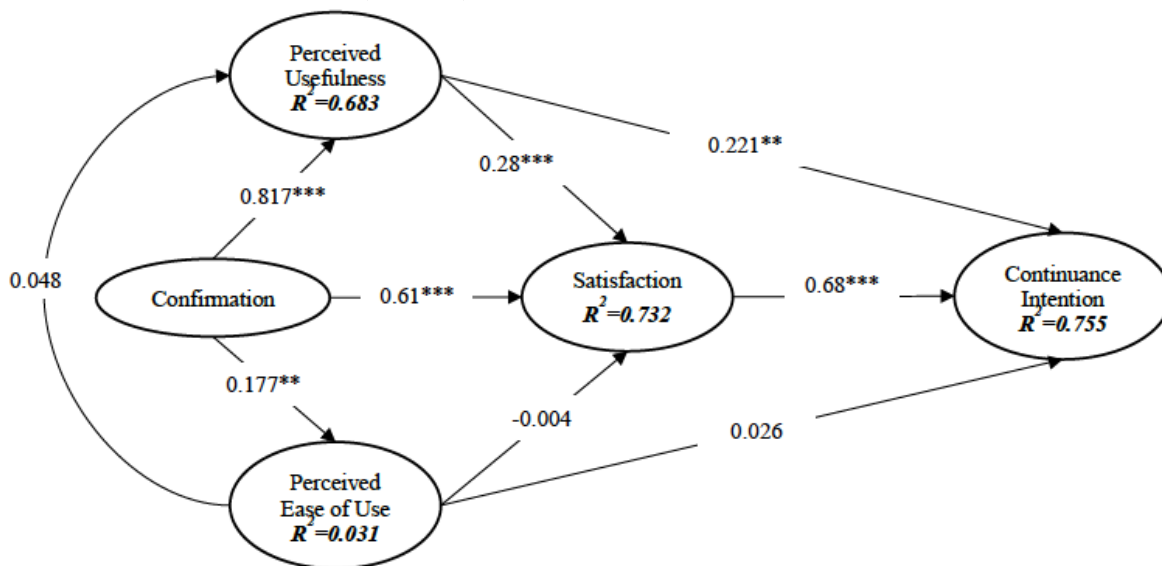 Perceived
Usefulness
R²=0.683
0.221**
0.28***
0.817***
0.048
Confirmation
0.61***
Satisfaction
R²=0.732
0.68***
Continuance
Intention
R²=0.755
0.177**
-0.004
0.026
Perceived
Ease of Use
R²=0.031